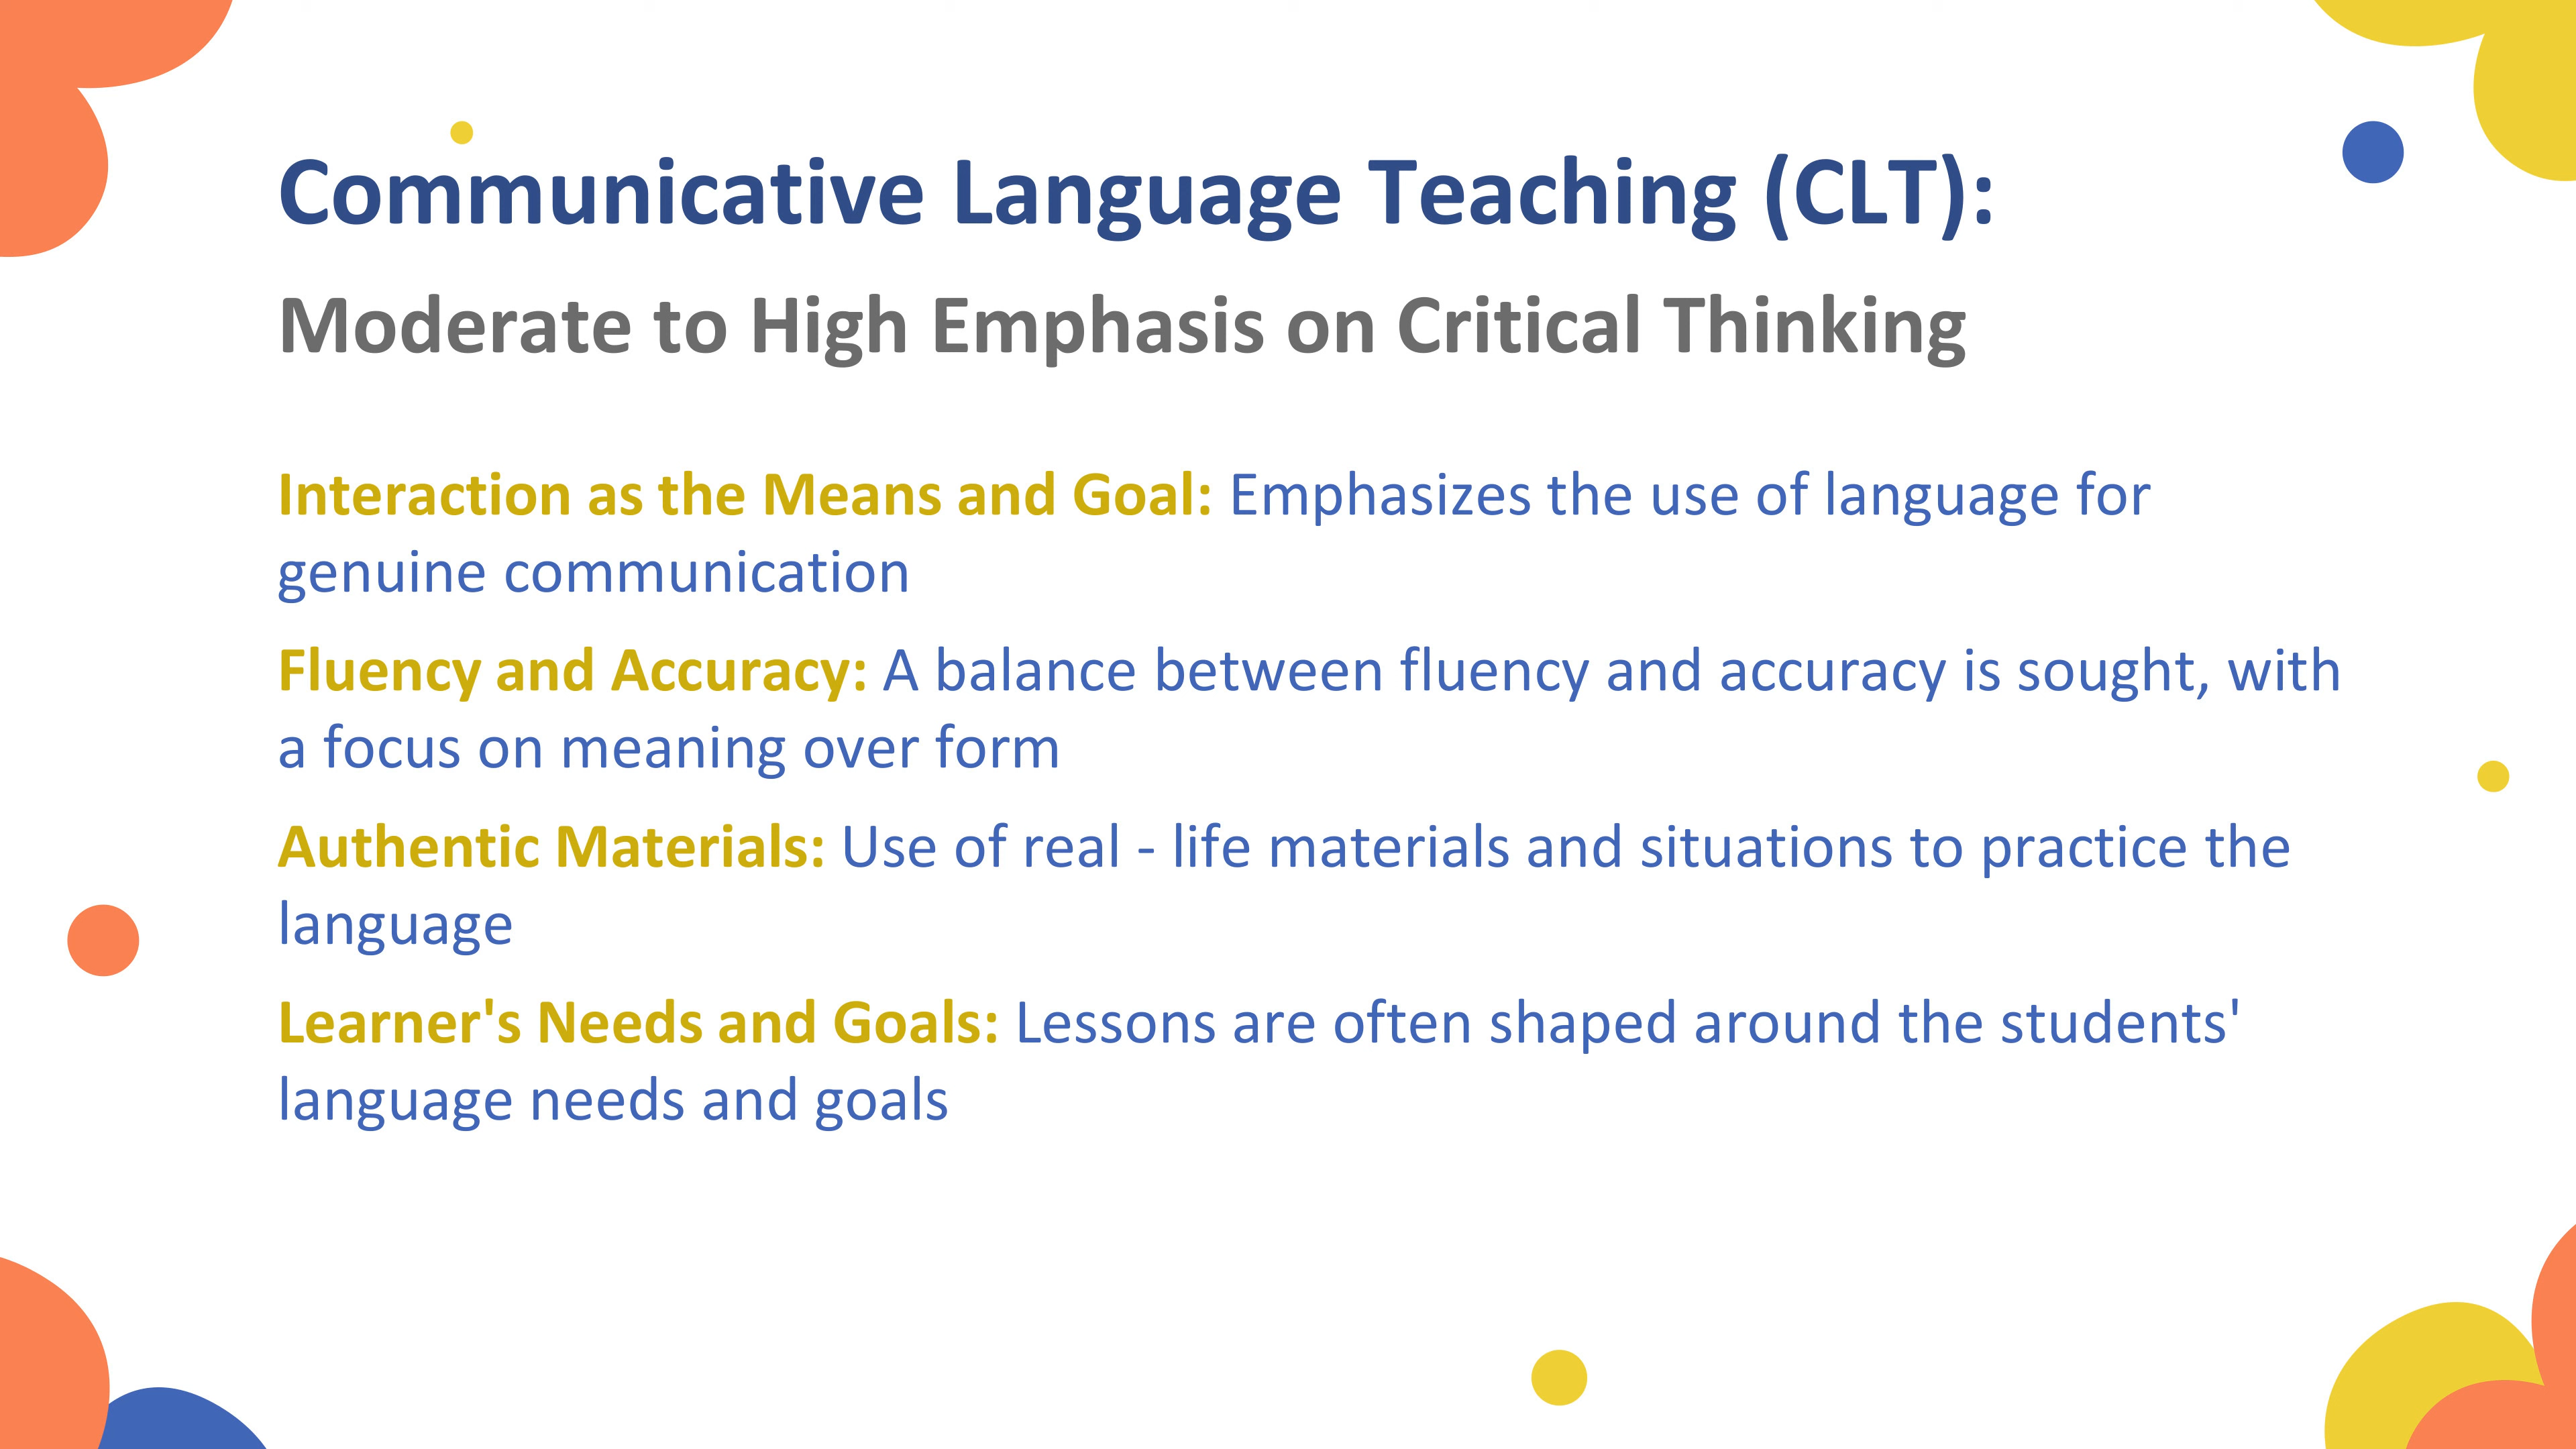 Communicative Language Teaching (CLT):
Moderate to High Emphasis on Critical Thinking
Interaction as the Means and Goal: Emphasizes the use of language for
genuine communication
Fluency and Accuracy: A balance between fluency and accuracy is sought, with
a focus on meaning over form
Authentic Materials: Use of real - life materials and situations to practice the
language
Learner's Needs and Goals: Lessons are often shaped around the students'
language needs and goals